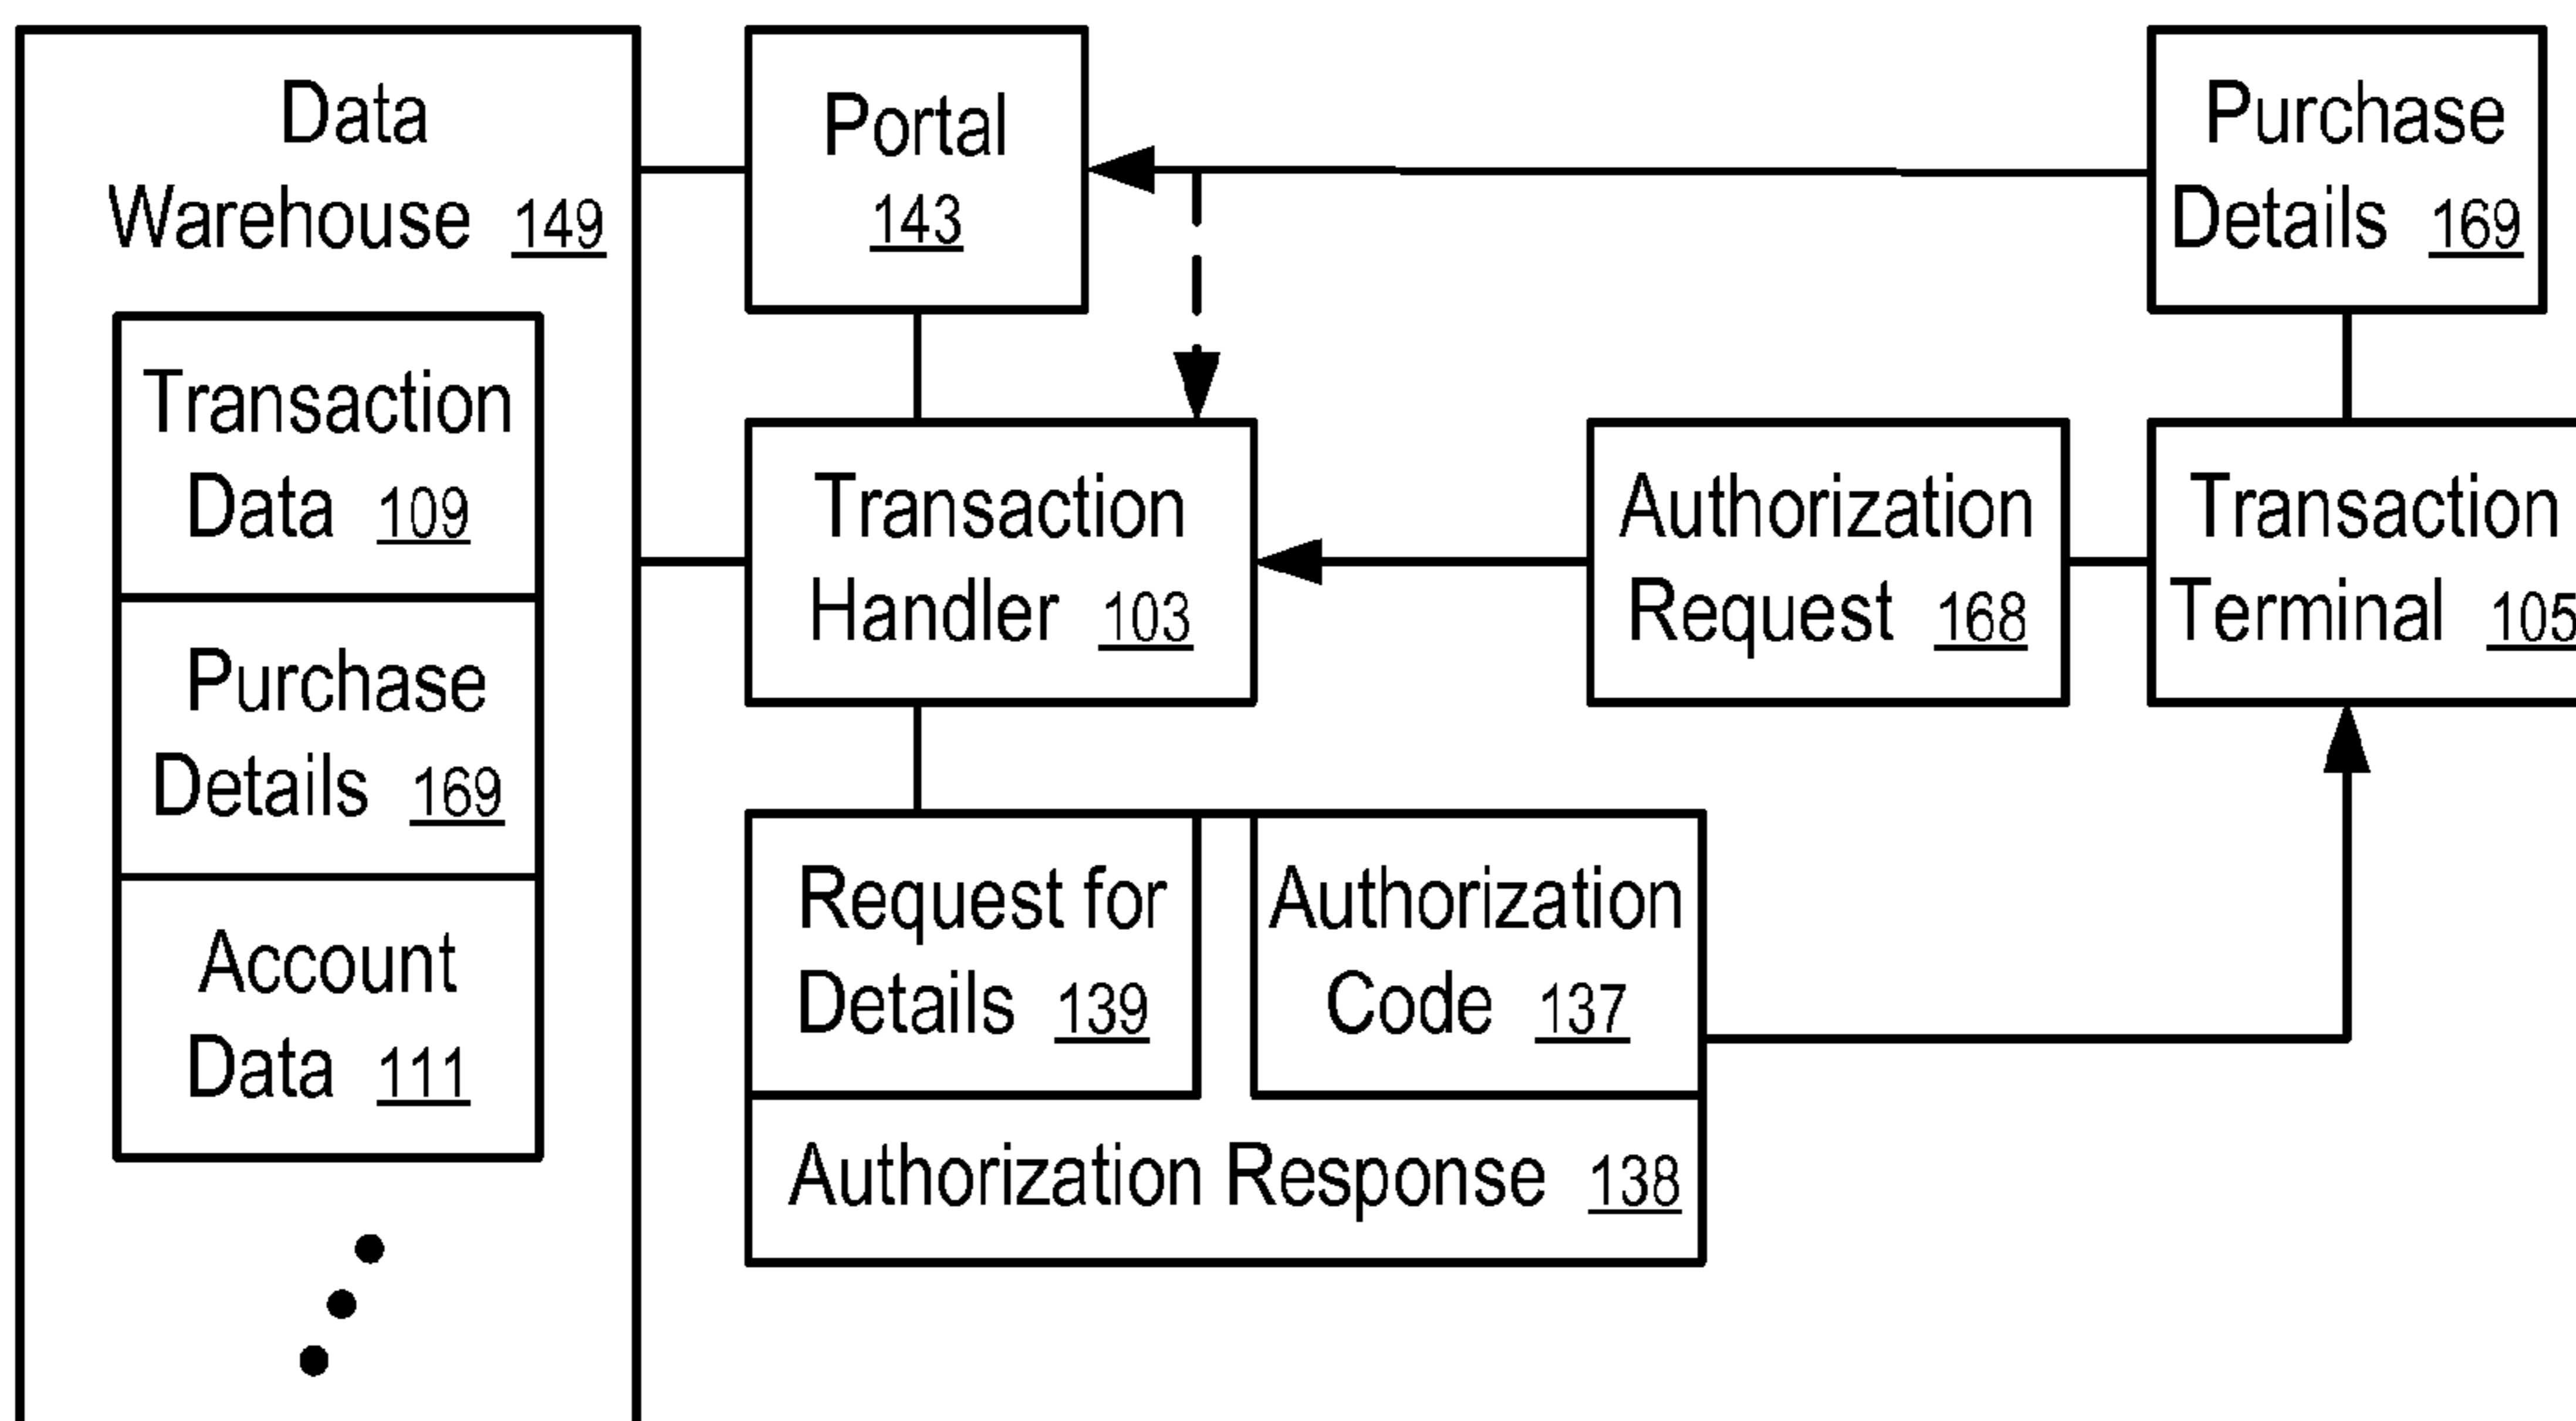 Data
Warehouse 149
Transaction
Data 109
Purchase
Details 169
Account
Data 111
Portal
143
Purchase
Details 169
Transaction
Handler 103
Authorization
Request 168
Transaction
Terminal 105
Request for
Details 139
Authorization
Code 137
Authorization Response 138